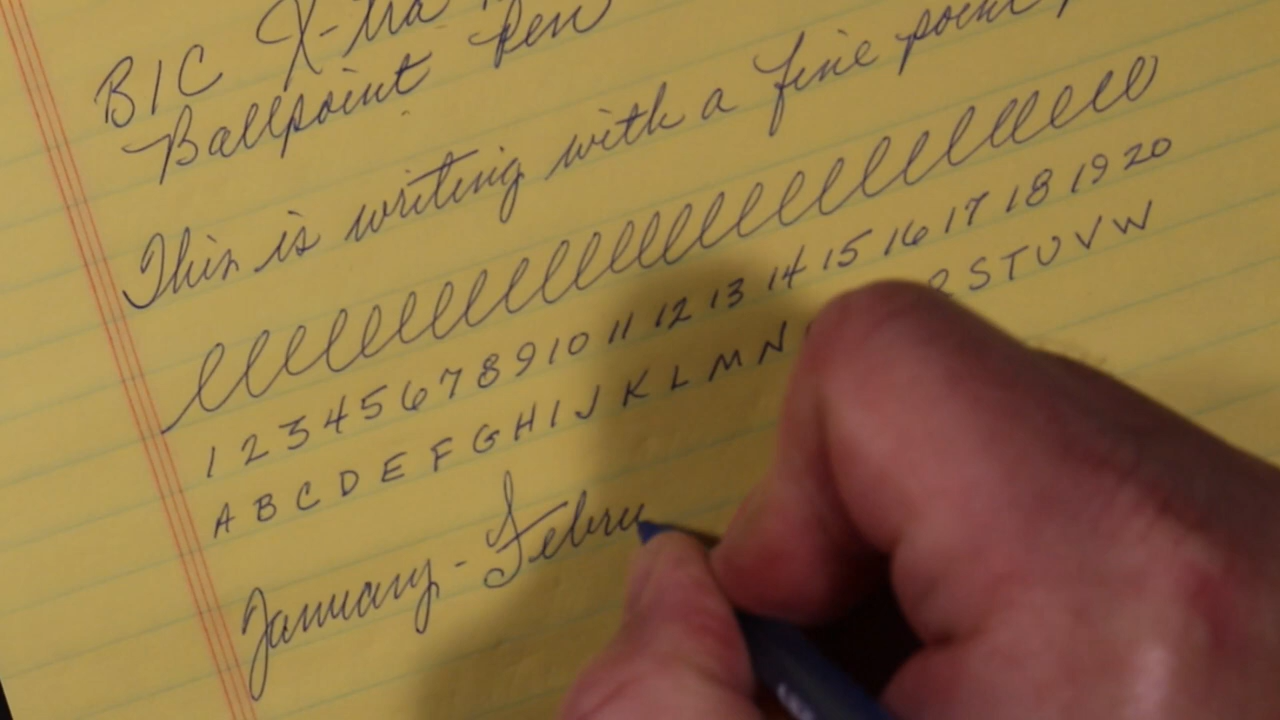 BIC X-tra
Ballpoint Pen
This is writing with a fine point
1 2 3 4 5 6 7 8 9 10 11 12 13 14 15 16 17 18 19 20
A B C D E F G H I J K L M N R S T U V W
January - Febru